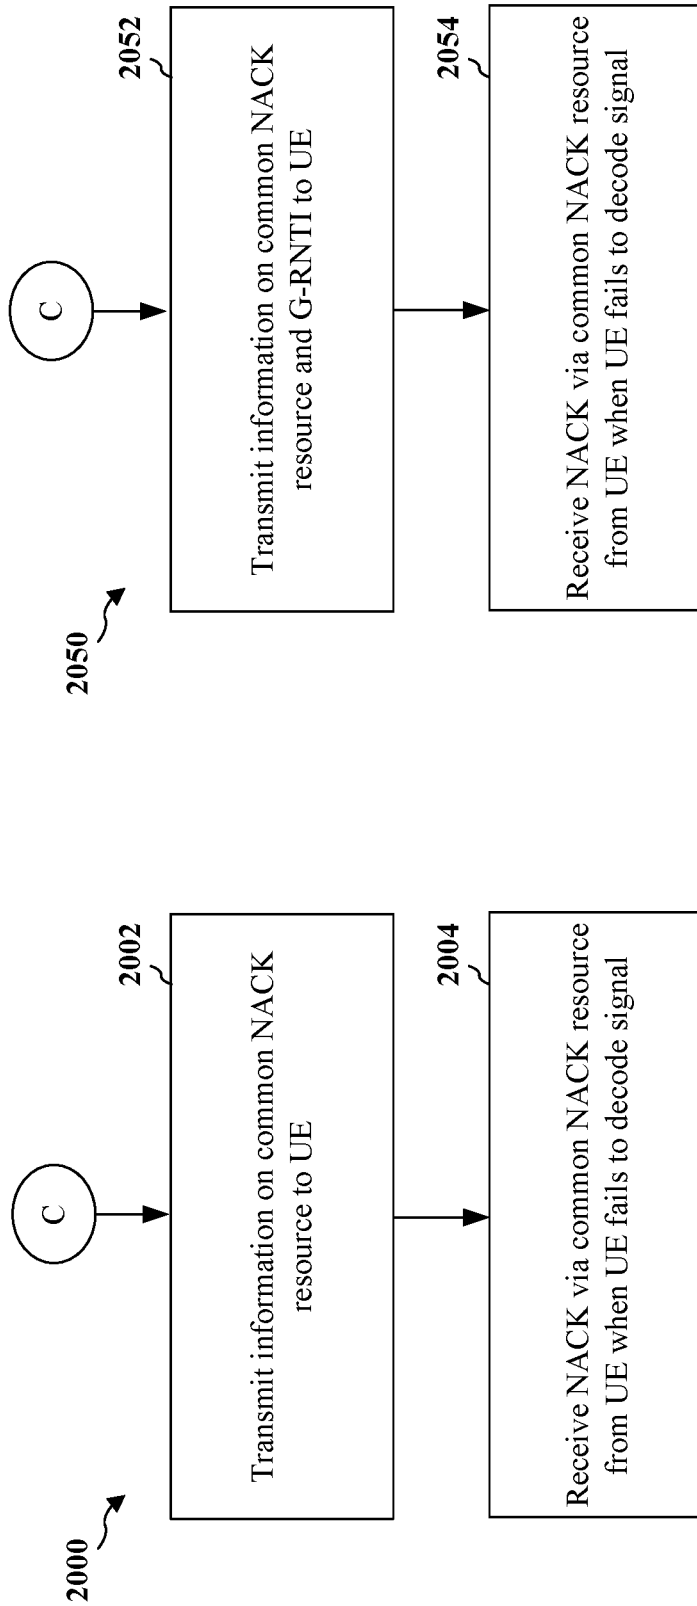 2000
C
2002
Transmit information on common NACK
resource to UE
2004
Receive NACK via common NACK resource
from UE when UE fails to decode signal
2050
C
2052
Transmit information on common NACK
resource and G-RNTI to UE
2054
Receive NACK via common NACK resource
from UE when UE fails to decode signal